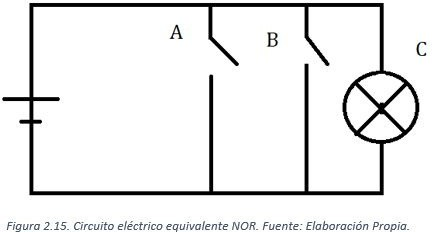 A
B
C
Figura 2.15. Circuito eléctrico equivalente NOR. Fuente: Elaboración Propia.